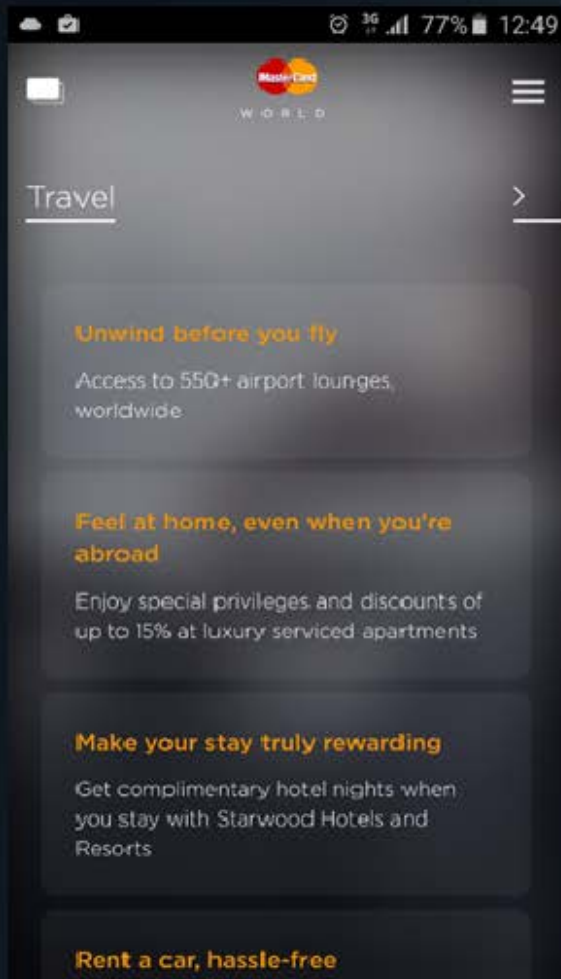 3G 77% 12:49
MasterCard
WORLD
Travel >
Unwind before you fly
Access to 550+ airport lounges,
worldwide
Feel at home, even when you're
abroad
Enjoy special privileges and discounts of
up to 15% at luxury serviced apartments
Make your stay truly rewarding
Get complimentary hotel nights when
you stay with Starwood Hotels and
Resorts
Rent a car, hassle-free